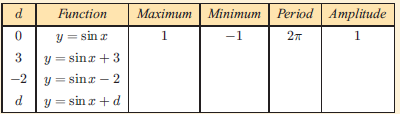 d Function Maximum Minimum Period Amplitude
0 y = sin x 1 −1 2π 1
3 y = sin x + 3
−2 y = sin x − 2
d y = sin x + d